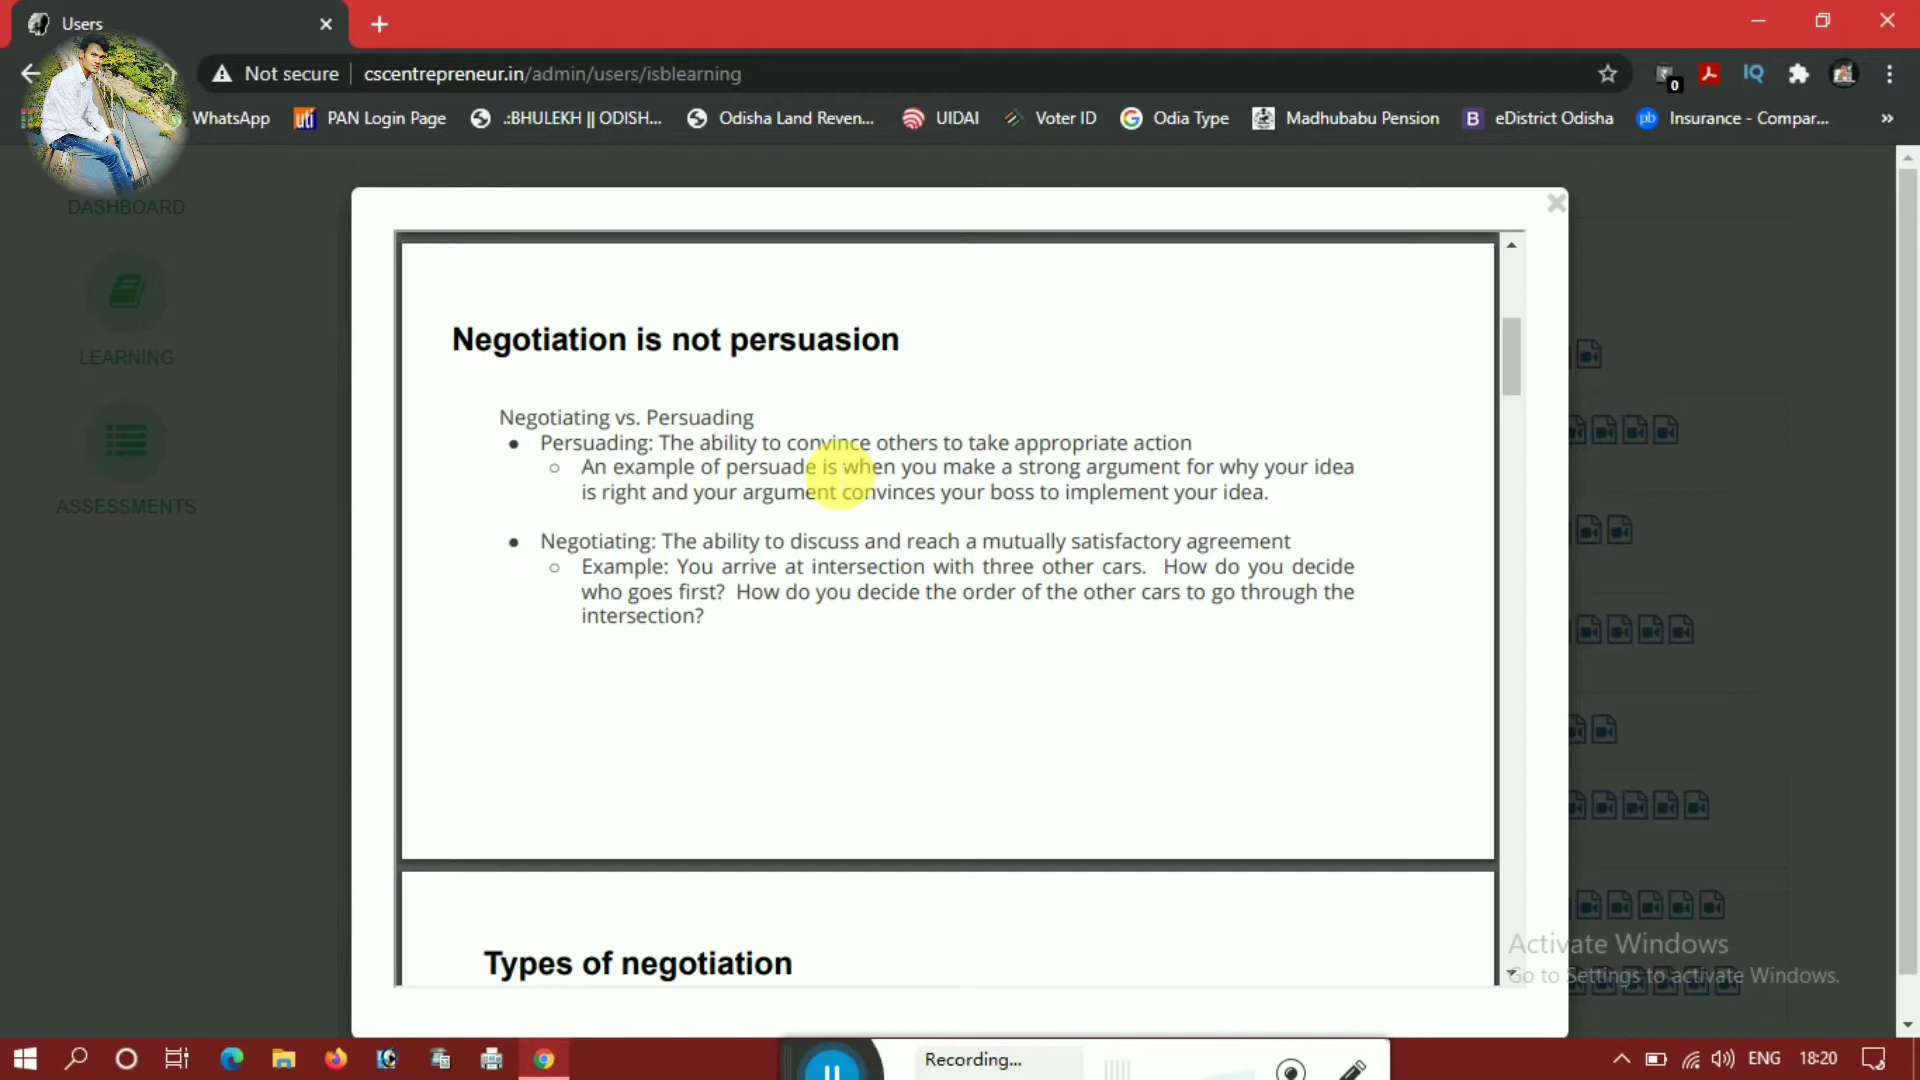 Users
Not secure
cscentrepreneur.in/admin/users/isblearning
WhatsApp
uti PAN Login Page
.:BHULEKH || ODISH...
Odisha Land Reven...
UIDAI
Voter ID
Odia Type
Madhubabu Pension
B eDistrict Odisha
pb Insurance - Compar...
»
IQ
0
DASHBOARD
LEARNING
ASSESSMENTS
Negotiation is not persuasion
Negotiating vs. Persuading
● Persuading: The ability to convince others to take appropriate action
○ An example of persuade is when you make a strong argument for why your idea
is right and your argument convinces your boss to implement your idea.
● Negotiating: The ability to discuss and reach a mutually satisfactory agreement
○ Example: You arrive at intersection with three other cars. How do you decide
who goes first? How do you decide the order of the other cars to go through the
intersection?
Types of negotiation
Activate Windows
Go to Settings to activate Windows.
Recording...
ENG
18:20